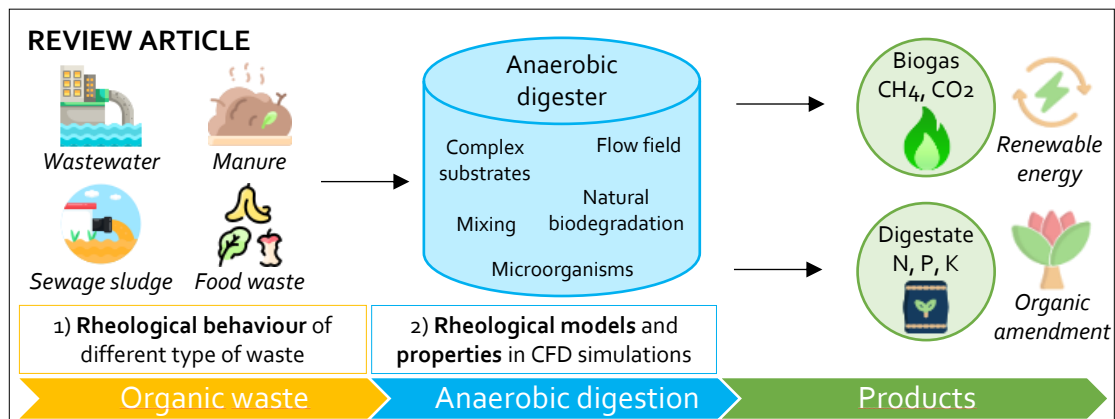 REVIEW ARTICLE
Wastewater
Manure
Sewage sludge
Food waste
1) Rheological behaviour of
different type of waste
Organic waste
Anaerobic
digester
Complex
substrates
Flow field
Mixing
Natural
biodegradation
Microorganisms
2) Rheological models and
properties in CFD simulations
Anaerobic digestion
Biogas
CH4, CO2
Renewable
energy
Digestate
N, P, K
Organic
amendment
Products